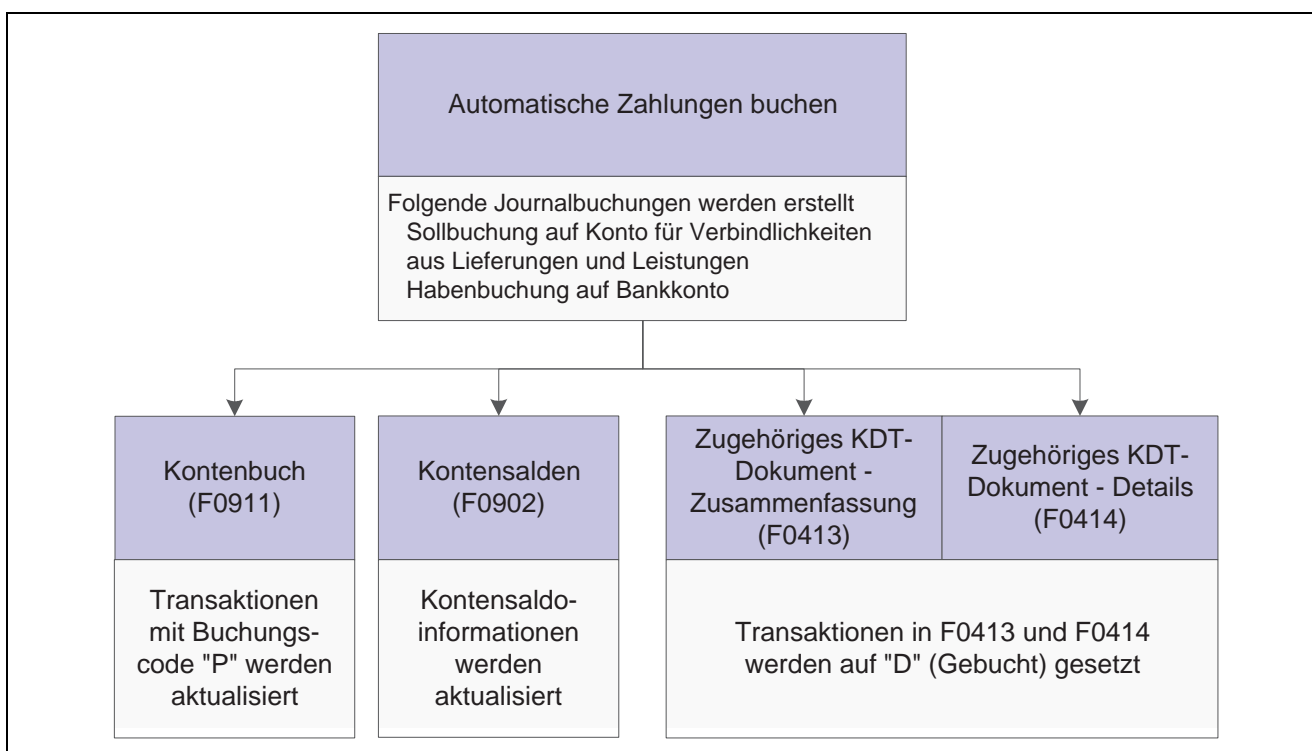 Automatische Zahlungen buchen
Folgende Journalbuchungen werden erstellt
Sollbuchung auf Konto für Verbindlichkeiten
aus Lieferungen und Leistungen
Habenbuchung auf Bankkonto
Kontenbuch
(F0911)
Transaktionen
mit Buchungs-
code "P" werden
aktualisiert
Kontensalden
(F0902)
Kontensaldo-
informationen
werden
aktualisiert
Zugehöriges KDT-
Dokument -
Zusammenfassung
(F0413)
Zugehöriges KDT-
Dokument - Details
(F0414)
Transaktionen in F0413 und F0414
werden auf "D" (Gebucht) gesetzt